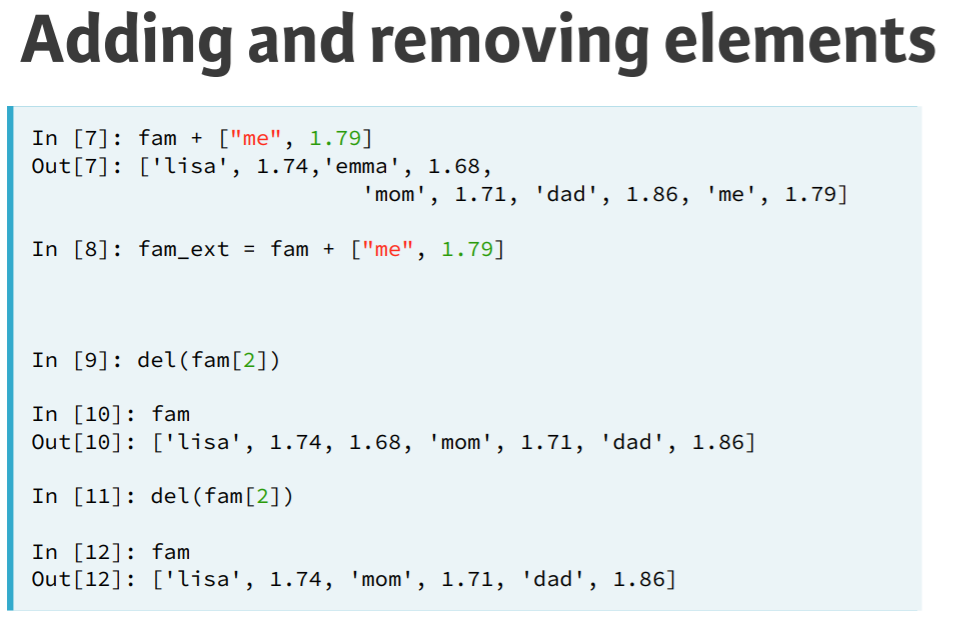 Adding and removing elements
In [7]: fam + ["me", 1.79]
Out[7]: ['lisa', 1.74,'emma', 1.68,
'mom', 1.71, 'dad', 1.86, 'me', 1.79]
In [8]: fam_ext = fam + ["me", 1.79]
In [9]: del(fam[2])
In [10]: fam
Out[10]: ['lisa', 1.74, 1.68, 'mom', 1.71, 'dad', 1.86]
In [11]: del(fam[2])
In [12]: fam
Out[12]: ['lisa', 1.74, 'mom', 1.71, 'dad', 1.86]